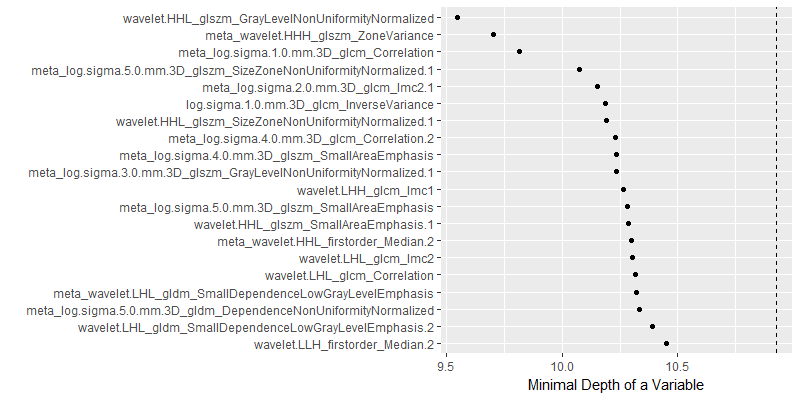 wavelet.HHL_glszm_GrayLevelNonUniformityNormalized
meta_wavelet.HHH_glszm_ZoneVariance
meta_log.sigma.1.0.mm.3D_glcm_Correlation
meta_log.sigma.5.0.mm.3D_glszm_SizeZoneNonUniformityNormalized.1
meta_log.sigma.2.0.mm.3D_glcm_Imc2.1
log.sigma.1.0.mm.3D_glcm_InverseVariance
wavelet.HHL_glszm_SizeZoneNonUniformityNormalized.1
meta_log.sigma.4.0.mm.3D_glcm_Correlation.2
meta_log.sigma.4.0.mm.3D_glszm_SmallAreaEmphasis
meta_log.sigma.3.0.mm.3D_glszm_GrayLevelNonUniformityNormalized.1
wavelet.LHH_glcm_Imc1
meta_log.sigma.5.0.mm.3D_glszm_SmallAreaEmphasis
wavelet.HHL_glszm_SmallAreaEmphasis.1
meta_wavelet.HHL_firstorder_Median.2
wavelet.LHL_glcm_Imc2
wavelet.LHL_glcm_Correlation
meta_wavelet.LHL_gldm_SmallDependenceLowGrayLevelEmphasis
meta_log.sigma.5.0.mm.3D_gldm_DependenceNonUniformityNormalized
wavelet.LHL_gldm_SmallDependenceLowGrayLevelEmphasis.2
wavelet.LLH_firstorder_Median.2
9.5 10.0 10.5
Minimal Depth of a Variable